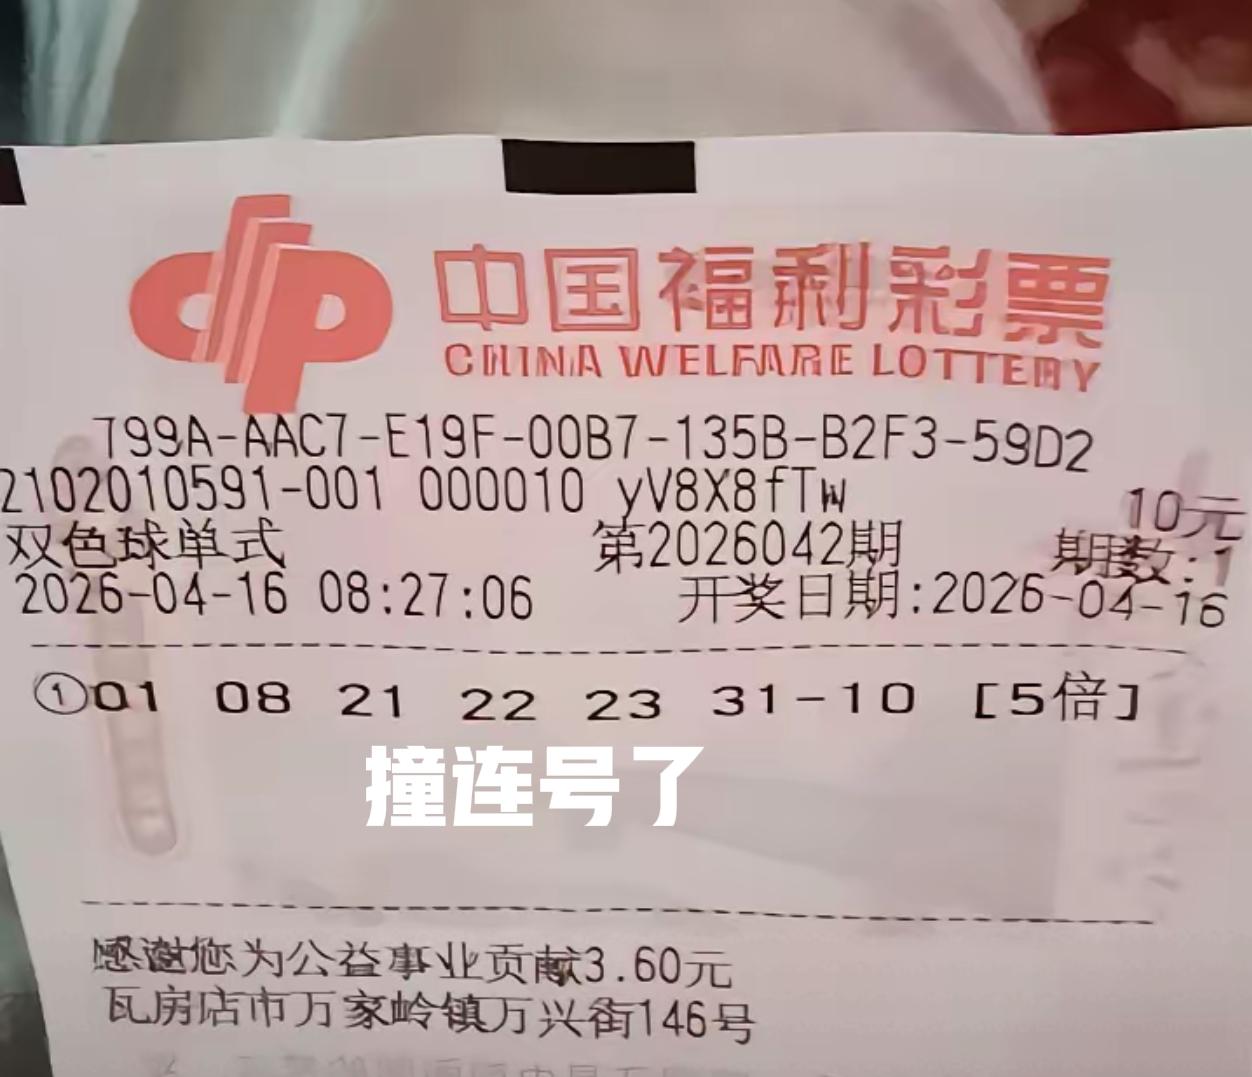 中国福利彩票
CHINA WELFARE LOTTERY
799A-AAC7-E19F-00B7-135B-B2F3-59D2
2102010591-001 000010 yV8X8fTw 10元
双色球单式 第2026042期 期数:1
2026-04-16 08:27:06 开奖日期:2026-04-16
①01 08 21 22 23 31-10 [5倍]
撞连号了
感谢您为公益事业贡献3.60元
瓦房店市万家岭镇万兴街146号